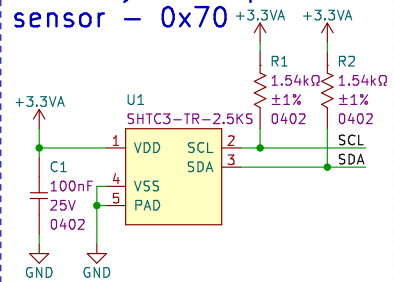 sensor – 0x70
+3.3VA
+3.3VA
R1
1.54kΩ
±1%
0402
R2
1.54kΩ
±1%
0402
+3.3VA
U1
SHTC3-TR-2.5KS
1
VDD
SCL
2
SCL
SDA
3
SDA
4
VSS
5
PAD
C1
100nF
25V
0402
GND
GND